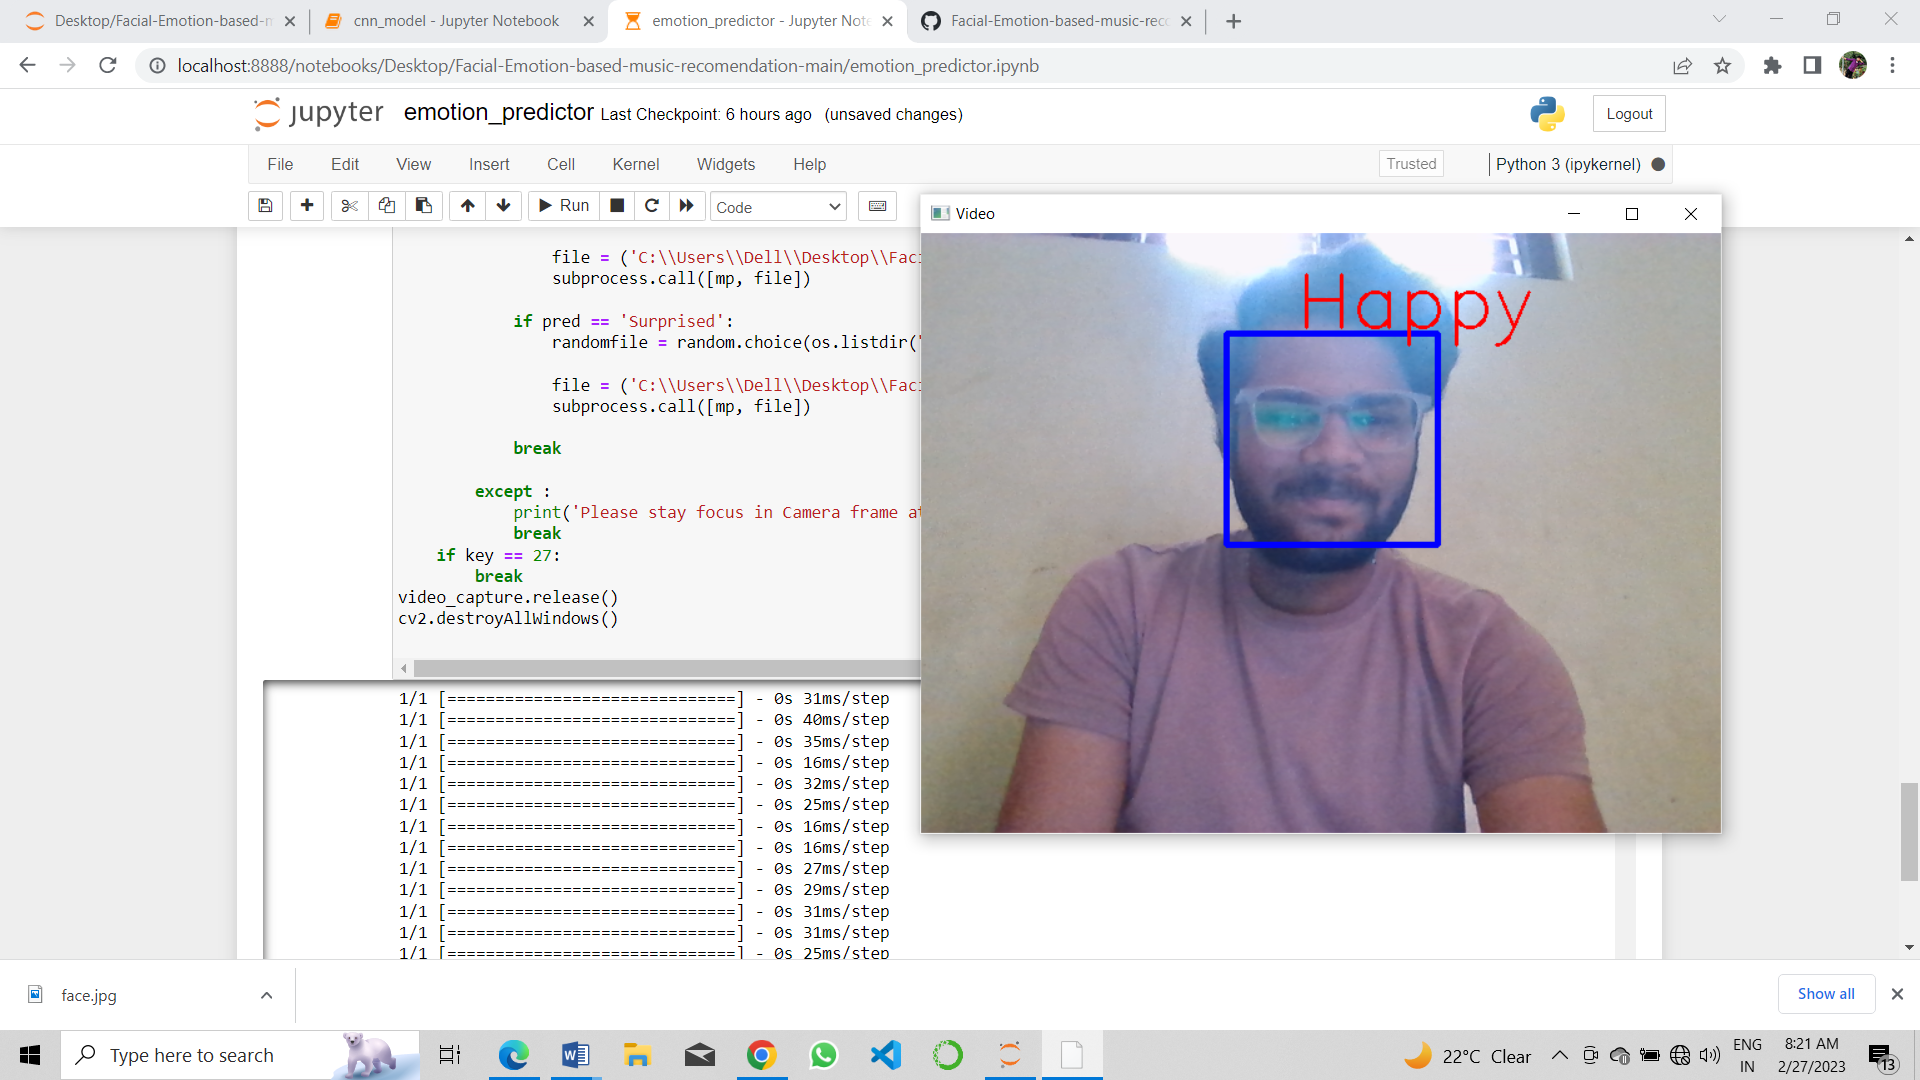 Desktop/Facial-Emotion-based-m
cnn_model - Jupyter Notebook
emotion_predictor - Jupyter Note
Facial-Emotion-based-music-reco
localhost:8888/notebooks/Desktop/Facial-Emotion-based-music-recomendation-main/emotion_predictor.ipynb
jupyter emotion_predictor Last Checkpoint: 6 hours ago (unsaved changes)
Logout
File Edit View Insert Cell Kernel Widgets Help
Trusted
Python 3 (ipykernel)
Run
Code
Video
Happy
file = ('C:\\Users\\Dell\\Desktop\\Faci
subprocess.call([mp, file])
if pred == 'Surprised':
randomfile = random.choice(os.listdir("
file = ('C:\\Users\\Dell\\Desktop\\Faci
subprocess.call([mp, file])
break
except :
print('Please stay focus in Camera frame at
break
if key == 27:
break
video_capture.release()
cv2.destroyAllWindows()
1/1 [==============================] - 0s 31ms/step
1/1 [==============================] - 0s 40ms/step
1/1 [==============================] - 0s 35ms/step
1/1 [==============================] - 0s 16ms/step
1/1 [==============================] - 0s 32ms/step
1/1 [==============================] - 0s 25ms/step
1/1 [==============================] - 0s 16ms/step
1/1 [==============================] - 0s 16ms/step
1/1 [==============================] - 0s 27ms/step
1/1 [==============================] - 0s 29ms/step
1/1 [==============================] - 0s 31ms/step
1/1 [==============================] - 0s 31ms/step
1/1 [==============================] - 0s 25ms/step
face.jpg
Show all
Type here to search
22°C Clear
ENG
IN
8:21 AM
2/27/2023
13